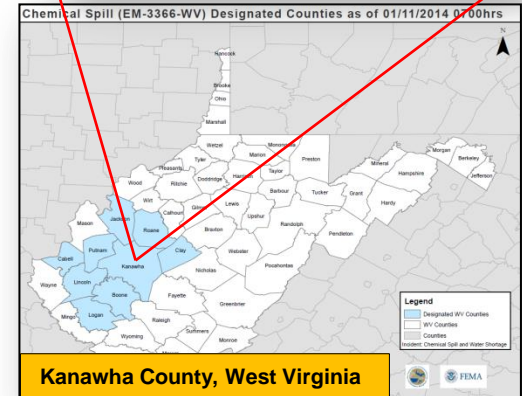 Chemical Spill (EM-3366-WV) Designated Counties as of 01/11/2014 0700hrs
N
Hancock
Brooke
Ohio
Marshall
Wetzel
Monongalia
Marion
Preston
Morgan
Berkeley
Jefferson
Mineral
Hampshire
Tyler
Pleasants
Doddridge
Harrison
Taylor
Wood
Ritchie
Barbour
Tucker
Grant
Hardy
Wirt
Calhoun
Gilmer
Lewis
Upshur
Randolph
Pendleton
Jackson
Roane
Mason
Braxton
Putnam
Clay
Webster
Cabell
Kanawha
Nicholas
Pocahontas
Wayne
Lincoln
Boone
Fayette
Greenbrier
Logan
Mingo
Raleigh
Summers
Wyoming
Monroe
Legend
Designated WV Counties
WV Counties
Counties
Incident: Chemical Spill and Water Shortage
FEMA
Kanawha County, West Virginia